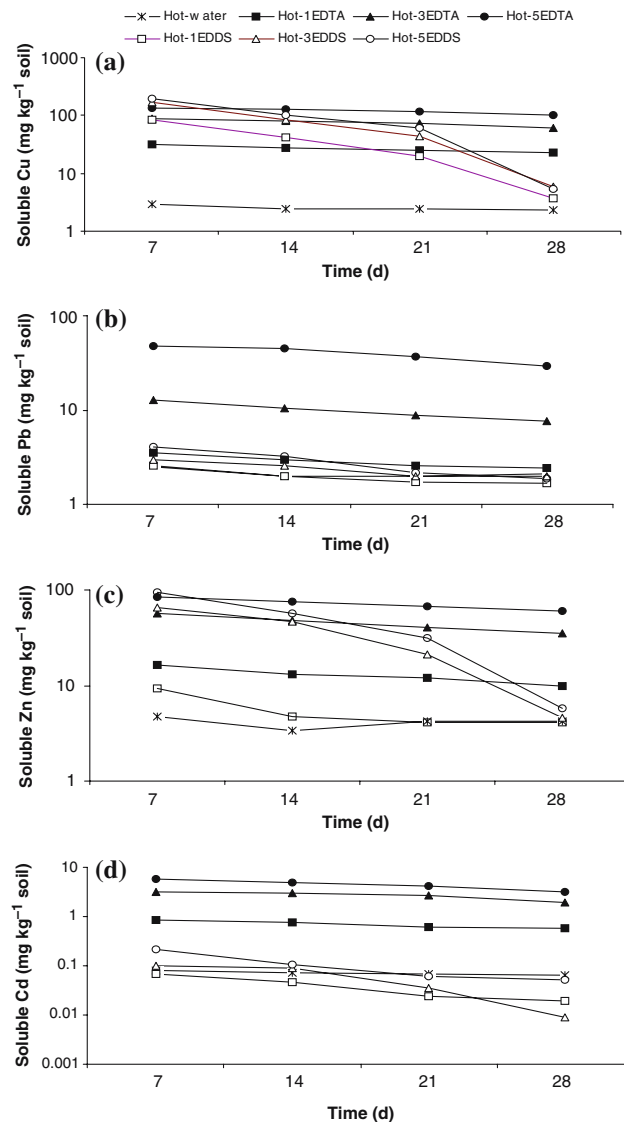 Hot-water Hot-1EDTA Hot-3EDTA Hot-5EDTA
Hot-1EDDS Hot-3EDDS Hot-5EDDS
(a)
Soluble Cu (mg kg⁻¹ soil)
1000
100
10
1
7 14 21 28
Time (d)
(b)
Soluble Pb (mg kg⁻¹ soil)
100
10
1
7 14 21 28
Time (d)
(c)
Soluble Zn (mg kg⁻¹ soil)
100
10
1
7 14 21 28
Time (d)
(d)
Soluble Cd (mg kg⁻¹ soil)
10
1
0.1
0.01
0.001
7 14 21 28
Time (d)